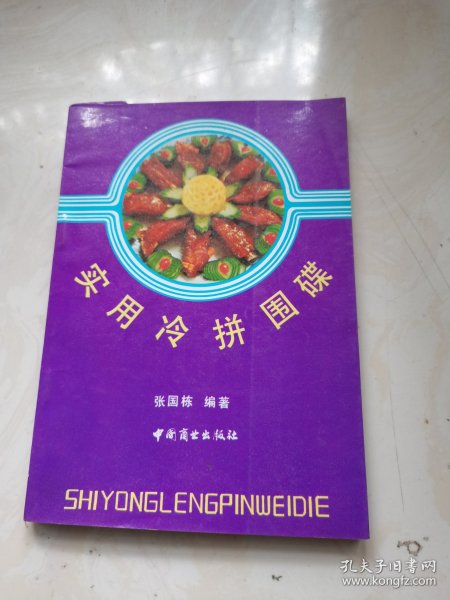 实用冷拼围碟
张国栋 编著
中国商业出版社
SHIYONGLENGPINWEIDIE
孔夫子旧书网
www.kongfz.com